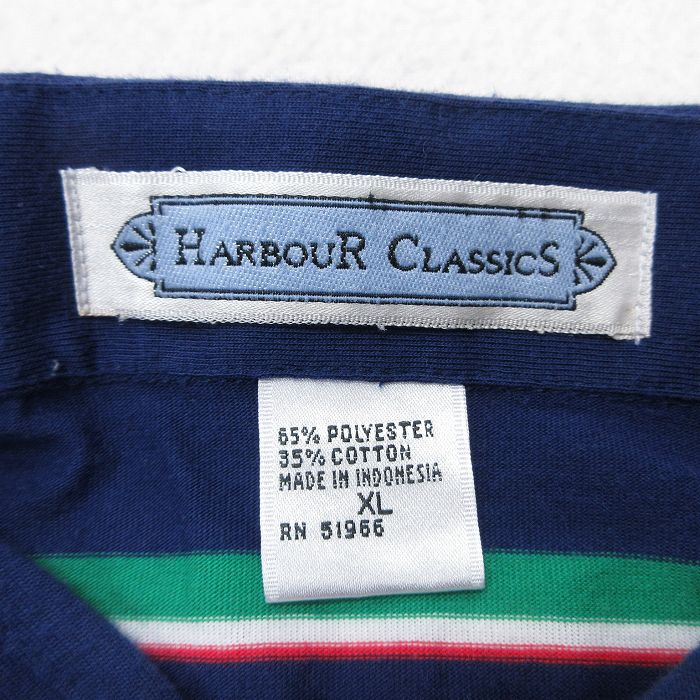 HARBOUR CLASSICS
65% POLYESTER
35% COTTON
MADE IN INDONESIA
XL
RN 51966